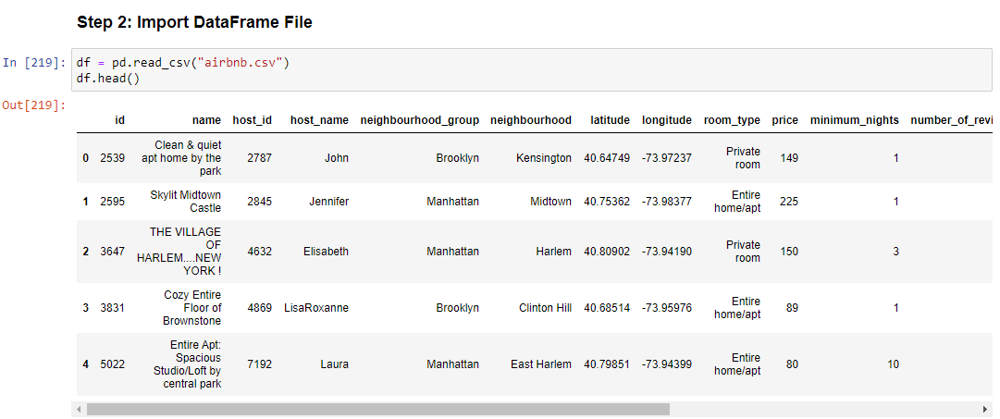 Step 2: Import DataFrame File
In [219]: df = pd.read_csv("airbnb.csv")
df.head()
Out[219]:
id name host_id host_name neighbourhood_group neighbourhood latitude longitude room_type price minimum_nights number_of_revi
0 2539 Clean & quiet apt home by the park 2787 John Brooklyn Kensington 40.64749 -73.97237 Private room 149 1
1 2595 Skylit Midtown Castle 2845 Jennifer Manhattan Midtown 40.75362 -73.98377 Entire home/apt 225 1
2 3647 THE VILLAGE OF HARLEM....NEW YORK ! 4632 Elisabeth Manhattan Harlem 40.80902 -73.94190 Private room 150 3
3 3831 Cozy Entire Floor of Brownstone 4869 LisaRoxanne Brooklyn Clinton Hill 40.68514 -73.95976 Entire home/apt 89 1
4 5022 Entire Apt: Spacious Studio/Loft by central park 7192 Laura Manhattan East Harlem 40.79851 -73.94399 Entire home/apt 80 10